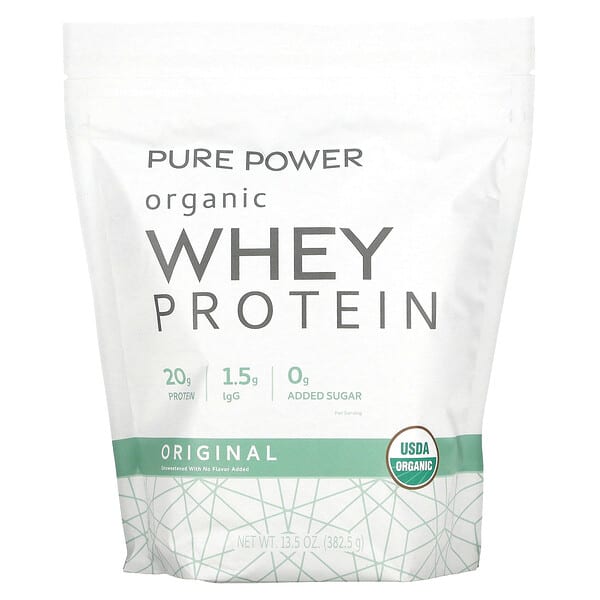 PURE POWER
organic
WHEY
PROTEIN
20g PROTEIN
1.5g IgG
0g ADDED SUGAR
Per Serving
ORIGINAL
Unsweetened With No Flavor Added
USDA
ORGANIC
NET WT. 13.5 OZ. (382.5 g)